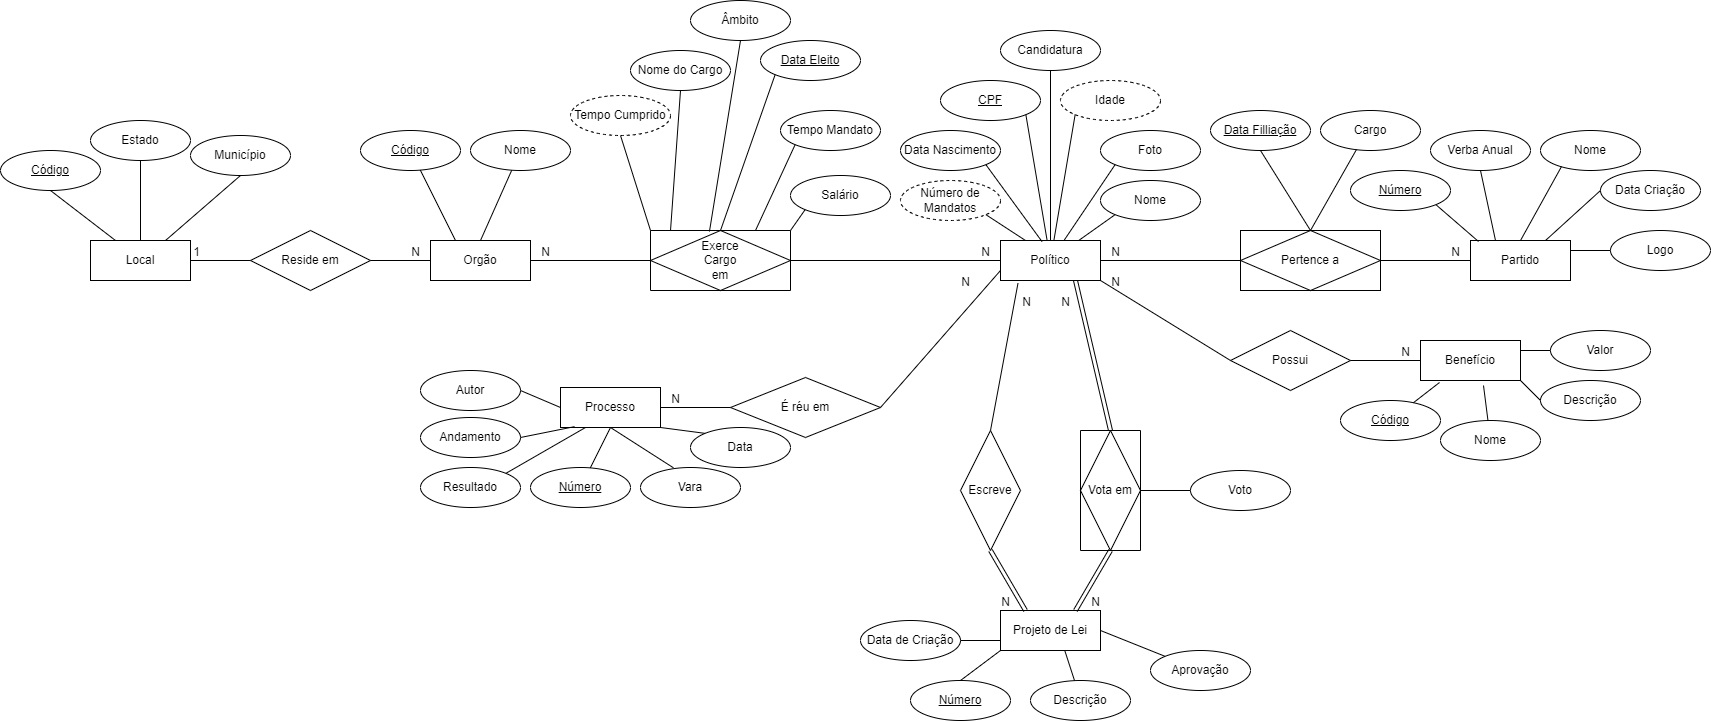 Âmbito
Nome do Cargo
Data Eleito
Tempo Cumprido
Tempo Mandato
Salário
Candidatura
CPF
Idade
Data Nascimento
Foto
Número de
Mandatos
Nome
Data Filliação
Cargo
Verba Anual
Nome
Número
Data Criação
Logo
Código
Estado
Município
Código
Nome
Local
1
Reside em
N
Orgão
N
Exerce
Cargo
em
N
Político
N
Pertence a
N
Partido
N
N
N
N
Possui
N
Benefício
Valor
Descrição
Código
Nome
Autor
Processo
N
É réu em
Andamento
Data
Resultado
Número
Vara
Escreve
Vota em
Voto
N
N
Projeto de Lei
Data de Criação
Aprovação
Número
Descrição